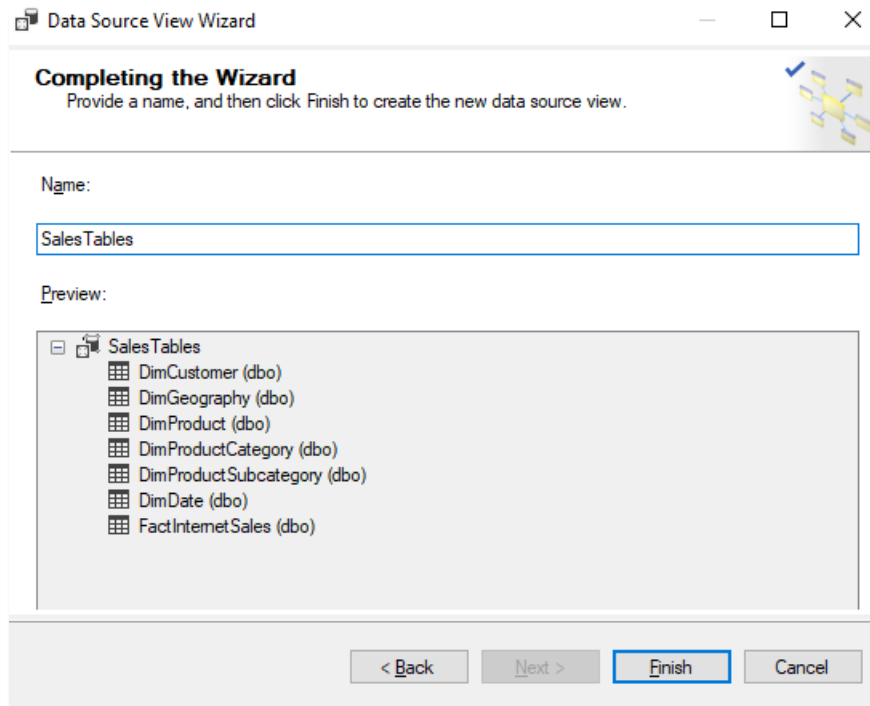 Data Source View Wizard
Completing the Wizard
Provide a name, and then click Finish to create the new data source view.
Name:
SalesTables
Preview:
SalesTables
DimCustomer (dbo)
DimGeography (dbo)
DimProduct (dbo)
DimProductCategory (dbo)
DimProductSubcategory (dbo)
DimDate (dbo)
FactInternetSales (dbo)
< Back Next > Finish Cancel